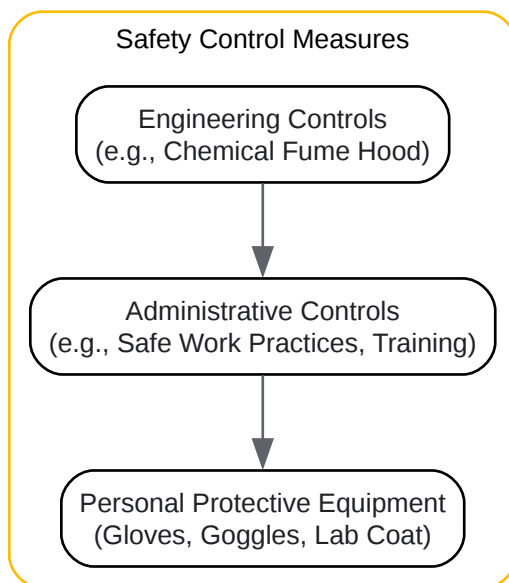 Safety Control Measures
Engineering Controls
(e.g., Chemical Fume Hood)
Administrative Controls
(e.g., Safe Work Practices, Training)
Personal Protective Equipment
(Gloves, Goggles, Lab Coat)